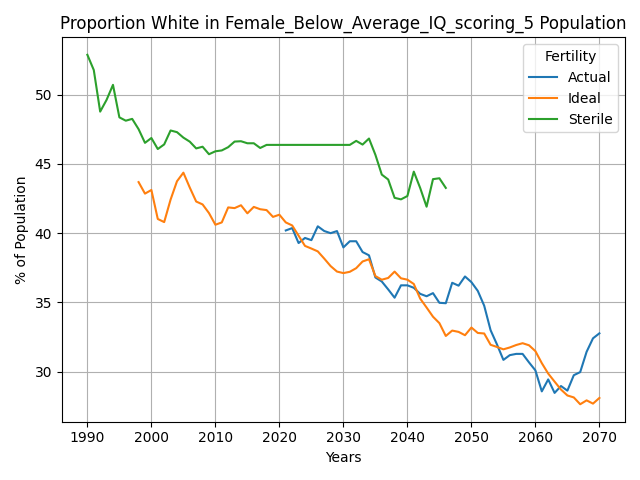 Proportion White in Female_Below_Average_IQ_scoring_5 Population
Fertility
Actual
Ideal
Sterile
% of Population
50
45
40
35
30
1990
2000
2010
2020
2030
2040
2050
2060
2070
Years